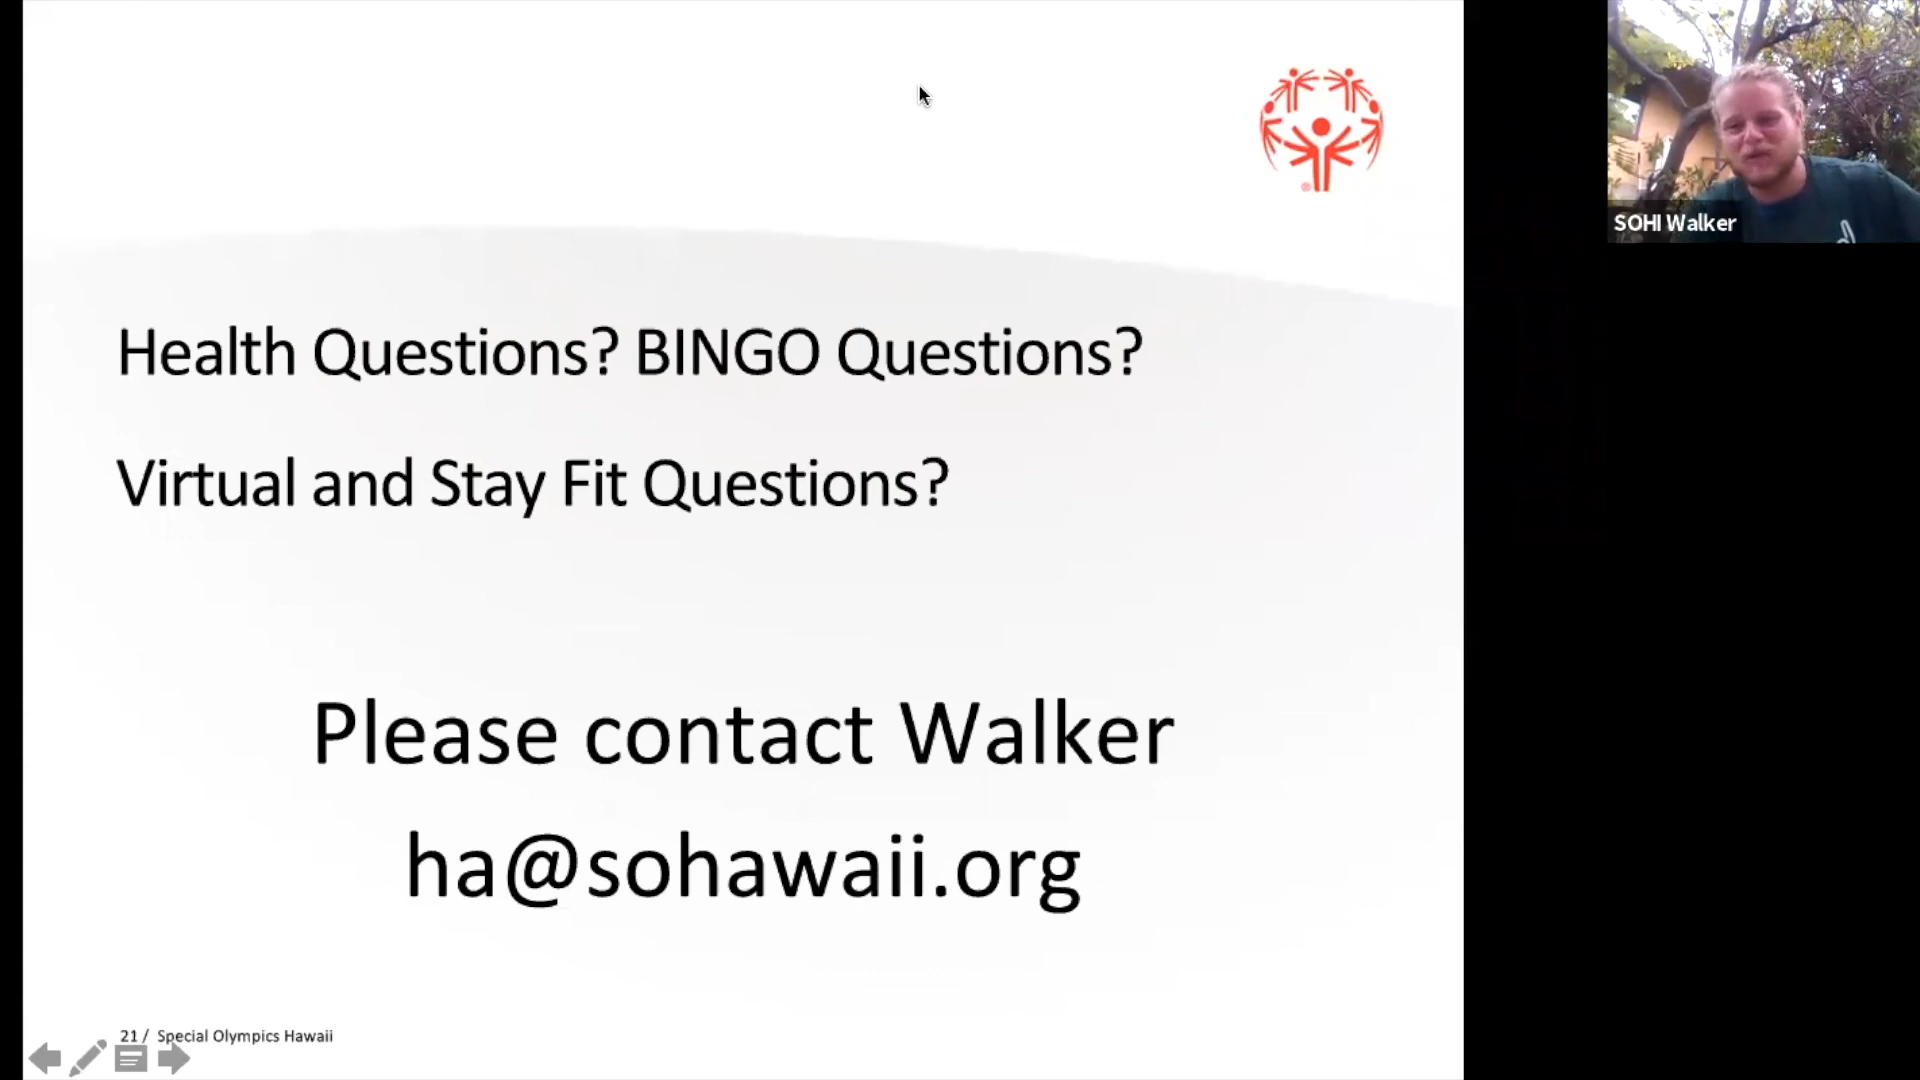 SOHI Walker
Health Questions? BINGO Questions?
Virtual and Stay Fit Questions?
Please contact Walker
ha@sohawaii.org
21 / Special Olympics Hawaii